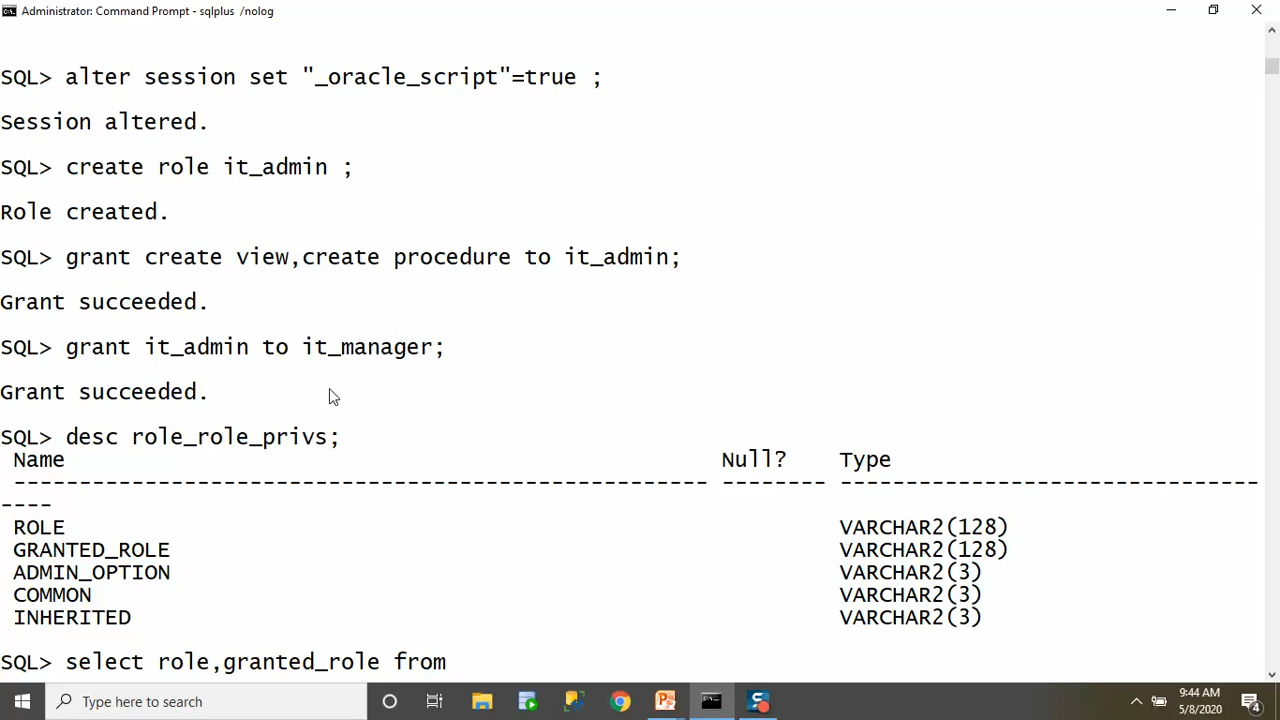 Administrator: Command Prompt - sqlplus /nolog
SQL> alter session set "_oracle_script"=true ;
Session altered.
SQL> create role it_admin ;
Role created.
SQL> grant create view,create procedure to it_admin;
Grant succeeded.
SQL> grant it_admin to it_manager;
Grant succeeded.
SQL> desc role_role_privs;
Name Null? Type
----------------------------------------------------- -------- --------------------------------
----
ROLE VARCHAR2(128)
GRANTED_ROLE VARCHAR2(128)
ADMIN_OPTION VARCHAR2(3)
COMMON VARCHAR2(3)
INHERITED VARCHAR2(3)
SQL> select role,granted_role from
Type here to search
9:44 AM
5/8/2020
4